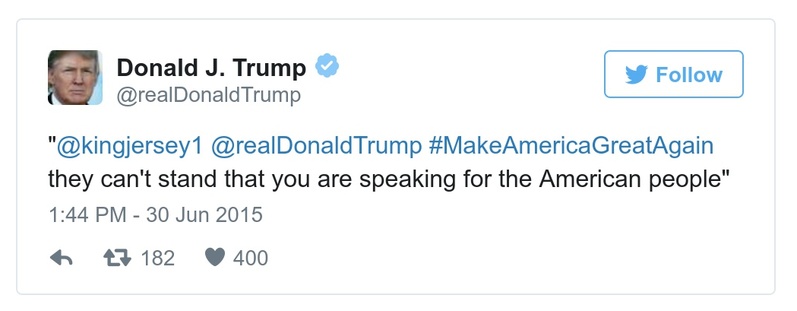 Donald J. Trump
@realDonaldTrump
Follow
"@kingjersey1 @realDonaldTrump #MakeAmericaGreatAgain
they can't stand that you are speaking for the American people"
1:44 PM - 30 Jun 2015
182 400